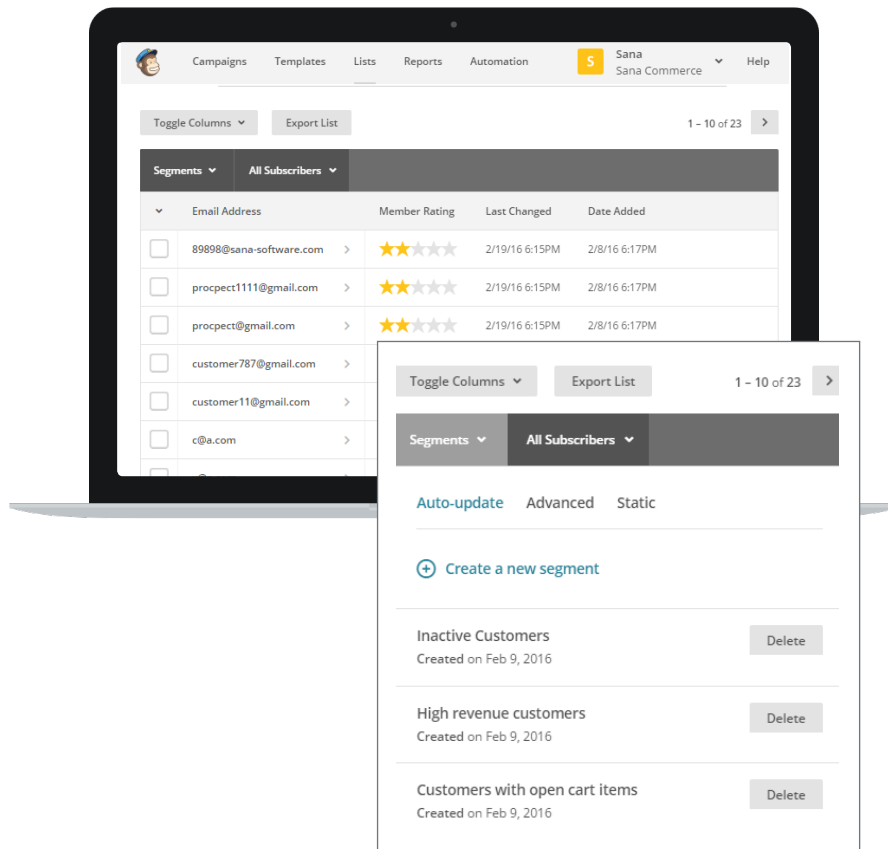 Campaigns Templates Lists Reports Automation S Sana Help
Sana Commerce
Toggle Columns Export List 1 – 10 of 23
Segments All Subscribers
Email Address Member Rating Last Changed Date Added
89898@sana-software.com 2/19/16 6:15PM 2/8/16 6:17PM
procpect1111@gmail.com 2/19/16 6:15PM 2/8/16 6:17PM
procpect@gmail.com 2/19/16 6:15PM 2/8/16 6:17PM
customer787@gmail.com
customer11@gmail.com
c@a.com
Toggle Columns Export List 1 – 10 of 23
Segments All Subscribers
Auto-update Advanced Static
Create a new segment
Inactive Customers Delete
Created on Feb 9, 2016
High revenue customers Delete
Created on Feb 9, 2016
Customers with open cart items Delete
Created on Feb 9, 2016